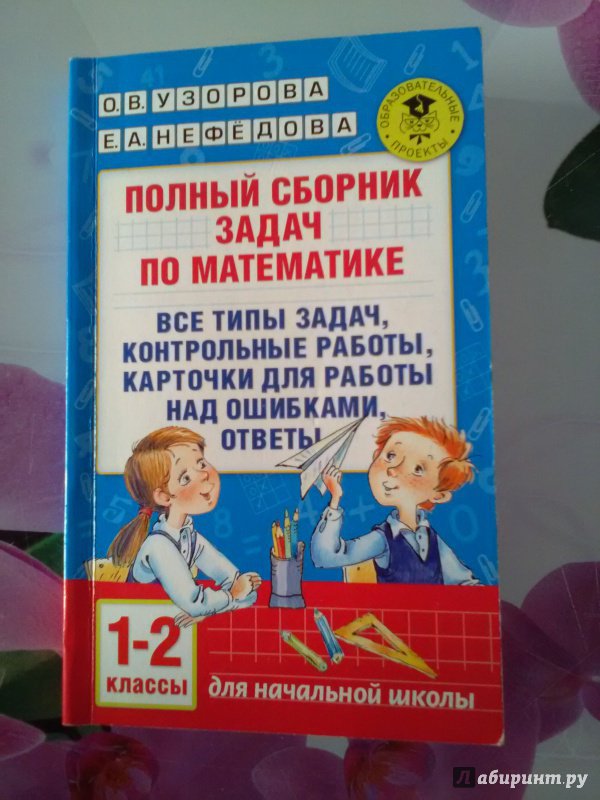 О.В.УЗОРОВА
Е.А.НЕФЁДОВА
ОБРАЗОВАТЕЛЬНЫЕ
ПРОЕКТЫ
ПОЛНЫЙ СБОРНИК
ЗАДАЧ
ПО МАТЕМАТИКЕ
ВСЕ ТИПЫ ЗАДАЧ,
КОНТРОЛЬНЫЕ РАБОТЫ,
КАРТОЧКИ ДЛЯ РАБОТЫ
НАД ОШИБКАМИ,
ОТВЕТЫ
1-2
КЛАССЫ
для начальной школы
Лабиринт.ру